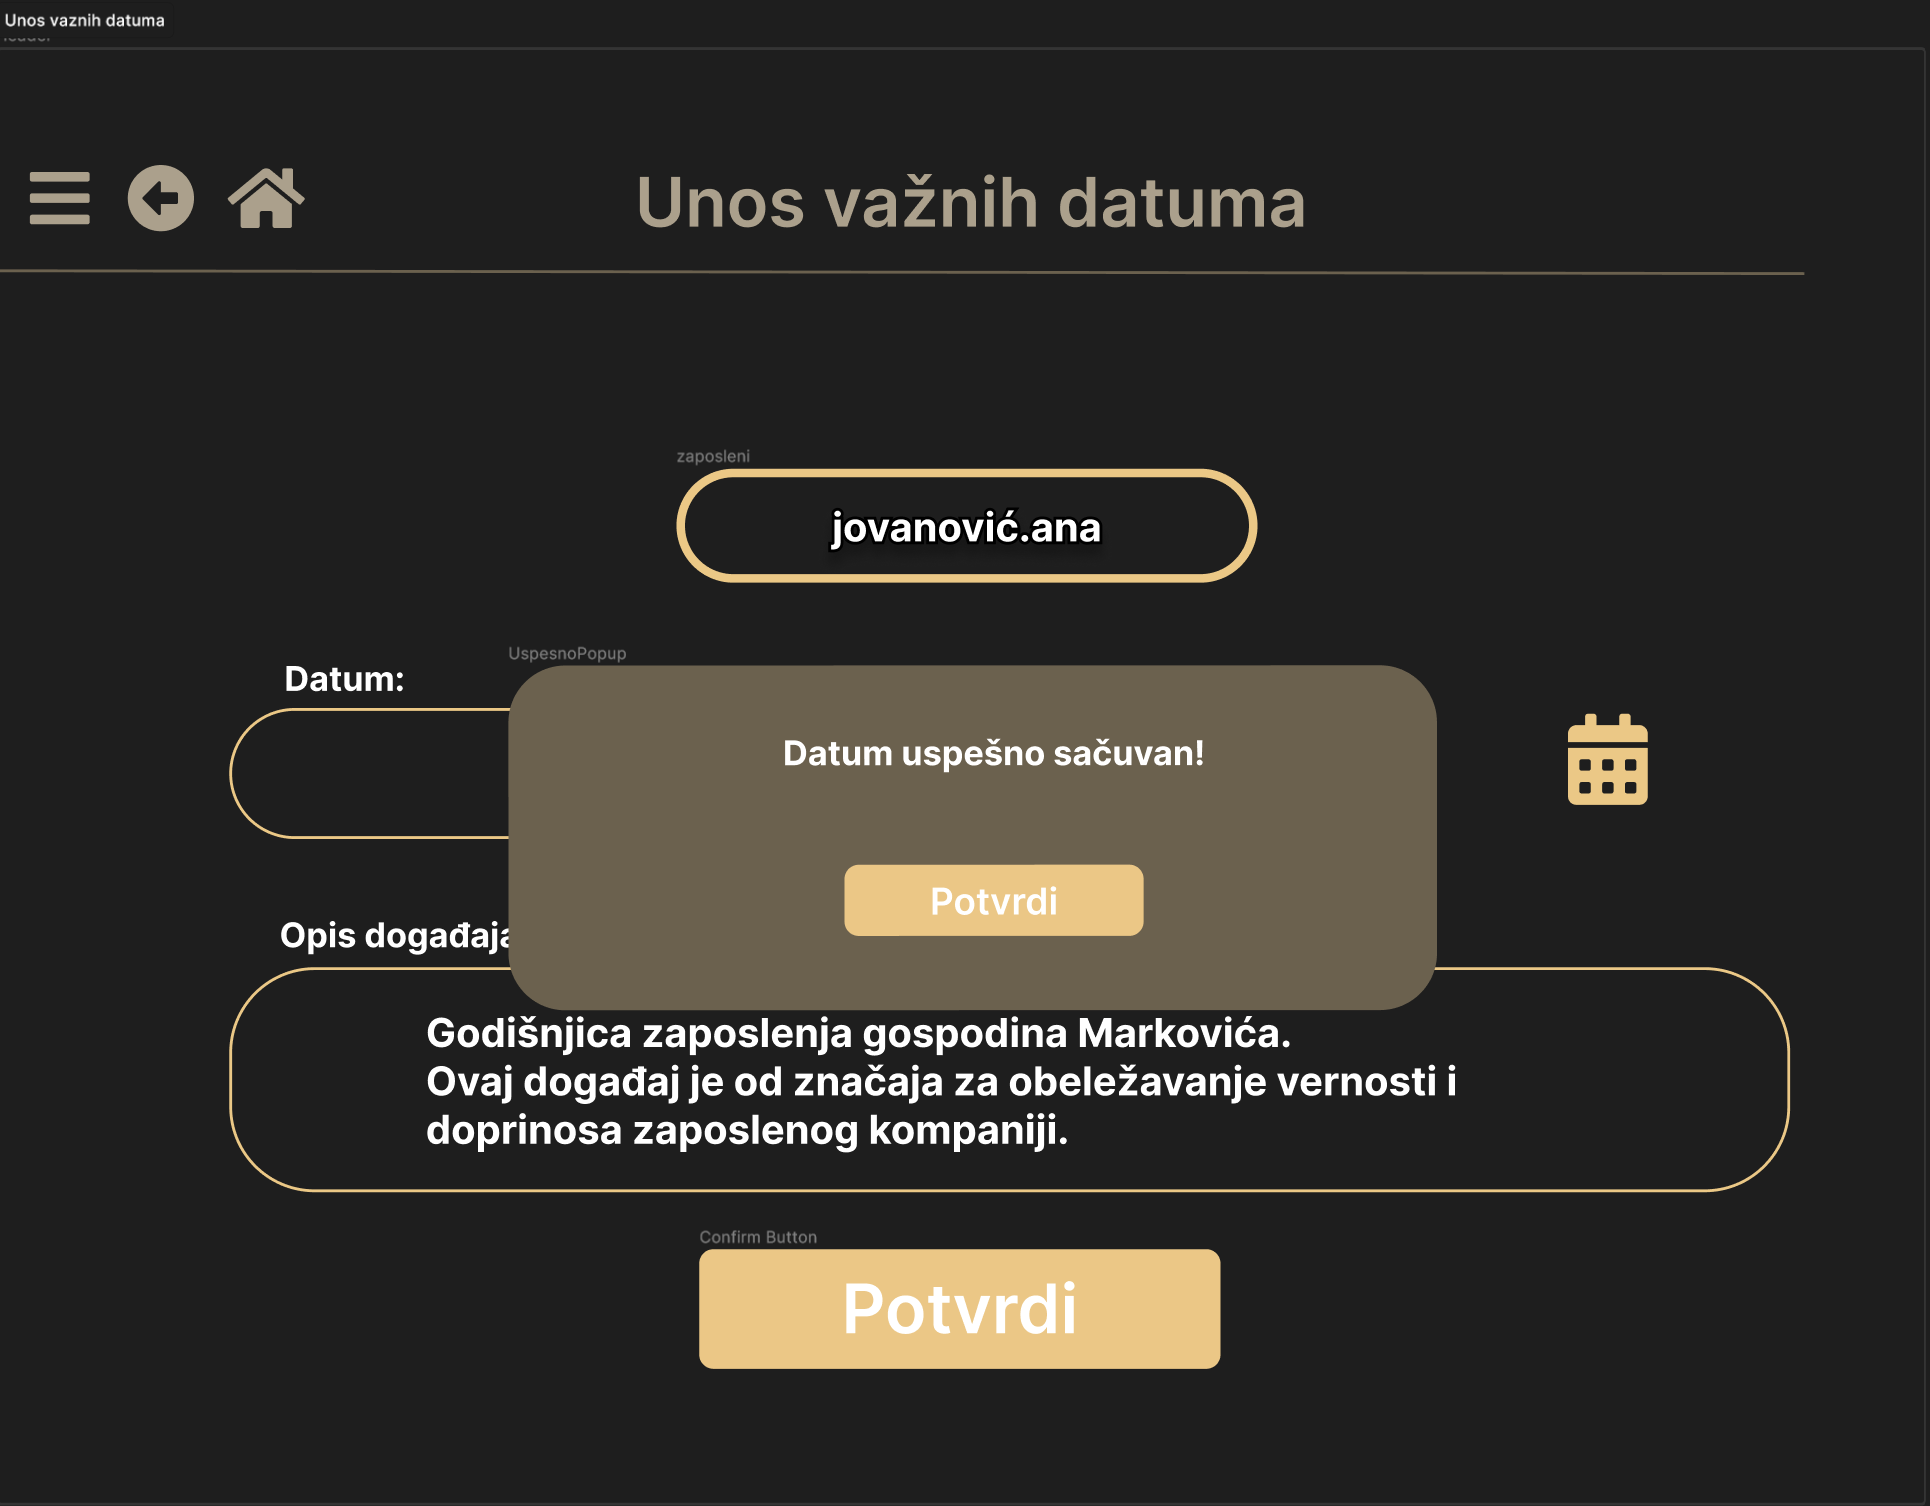 Unos vaznih datuma
Unos važnih datuma
zaposleni
jovanović.ana
UspesnoPopup
Datum:
Datum uspešno sačuvan!
Potvrdi
Opis događaja
Godišnjica zaposlenja gospodina Markovića.
Ovaj događaj je od značaja za obeležavanje vernosti i
doprinosa zaposlenog kompaniji.
Confirm Button
Potvrdi